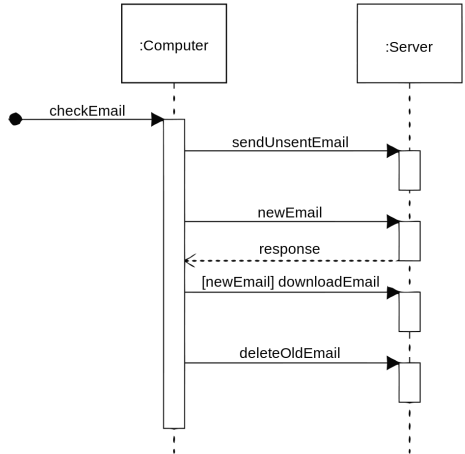 :Computer
:Server
checkEmail
sendUnsentEmail
newEmail
response
[newEmail] downloadEmail
deleteOldEmail